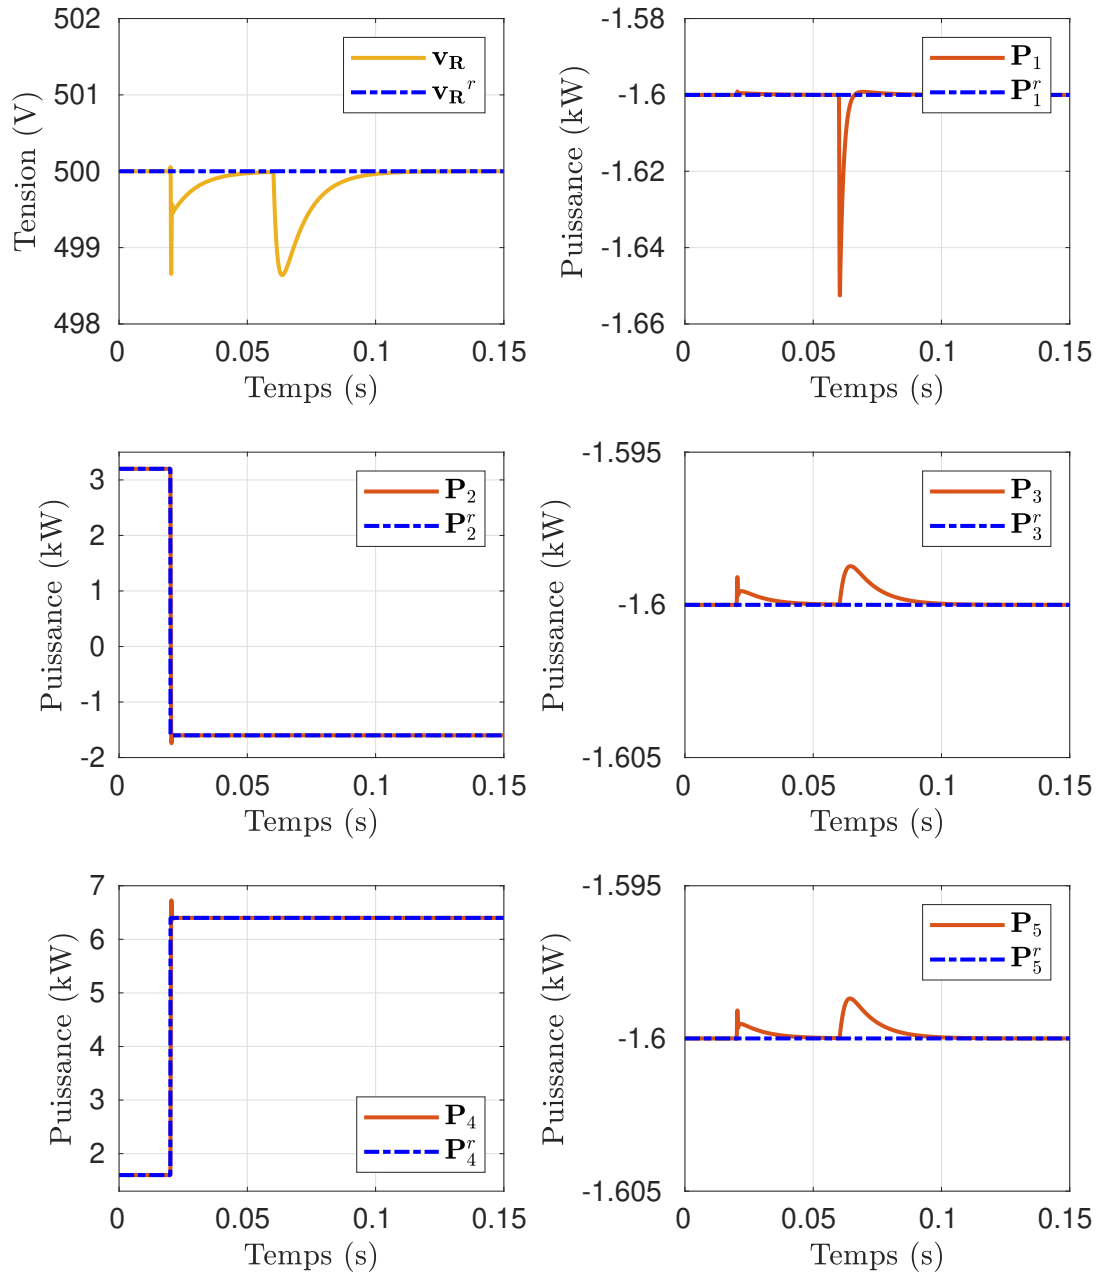 502
501
500
499
498
0
0.05
0.1
0.15
Tension (V)
Temps (s)
v_R
v_R^r
-1.58
-1.6
-1.62
-1.64
-1.66
0
0.05
0.1
0.15
Puissance (kW)
Temps (s)
P_1
P_1^r
3
2
1
0
-1
-2
0
0.05
0.1
0.15
Puissance (kW)
Temps (s)
P_2
P_2^r
-1.595
-1.6
-1.605
0
0.05
0.1
0.15
Puissance (kW)
Temps (s)
P_3
P_3^r
7
6
5
4
3
2
0
0.05
0.1
0.15
Puissance (kW)
Temps (s)
P_4
P_4^r
-1.595
-1.6
-1.605
0
0.05
0.1
0.15
Puissance (kW)
Temps (s)
P_5
P_5^r